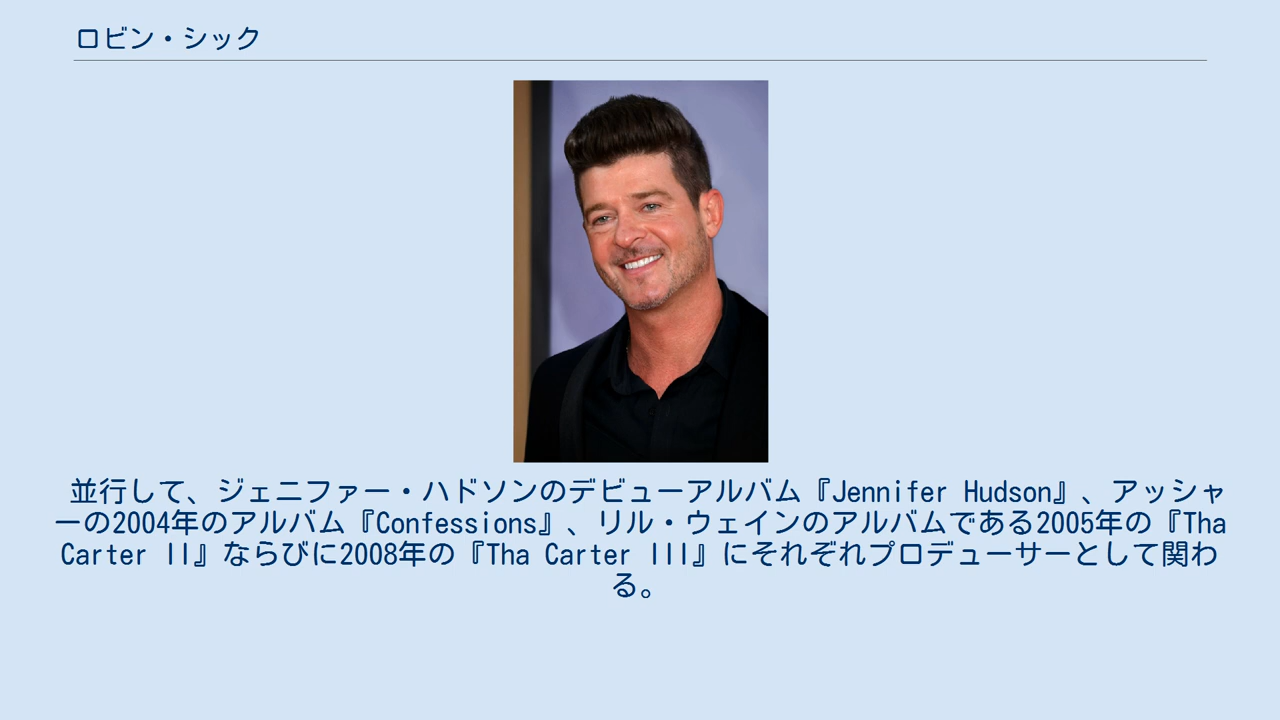 ロビン・シック
並行して、ジェニファー・ハドソンのデビューアルバム『Jennifer Hudson』、アッシャ
ーの2004年のアルバム『Confessions』、リル・ウェインのアルバムである2005年の『Tha
Carter II』ならびに2008年の『Tha Carter III』にそれぞれプロデューサーとして関わ
る。